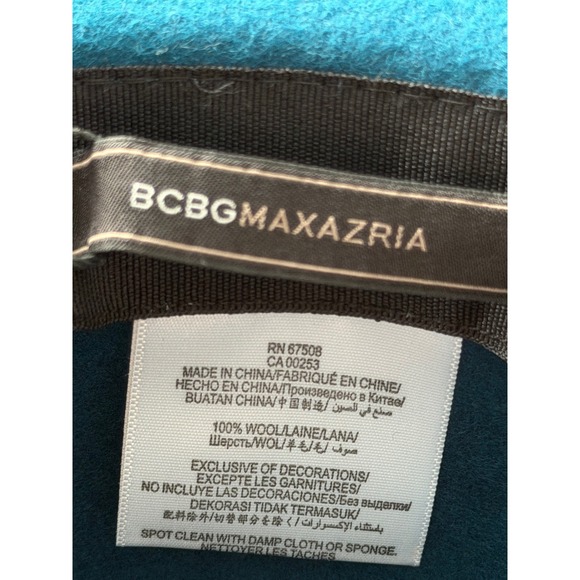 BCBGMAXAZRIA
RN 67508
CA 00253
MADE IN CHINA/FABRIQUÉ EN CHINE/
HECHO EN CHINA/Произведено в Китае/
BUATAN CHINA/中国制造/ صنع في الصين/
100% WOOL/LAINE/LANA/
Шерсть/WOL/羊毛/毛/ صوف/
EXCLUSIVE OF DECORATIONS/
EXCEPTE LES GARNITURES/
NO INCLUYE LAS DECORACIONES/Без выделки/
DEKORASI TIDAK TERMASUK/
配料除外/切替部分を除く/ باستثناء الإكسسوارات/
SPOT CLEAN WITH DAMP CLOTH OR SPONGE.
NETTOYER LES TACHES